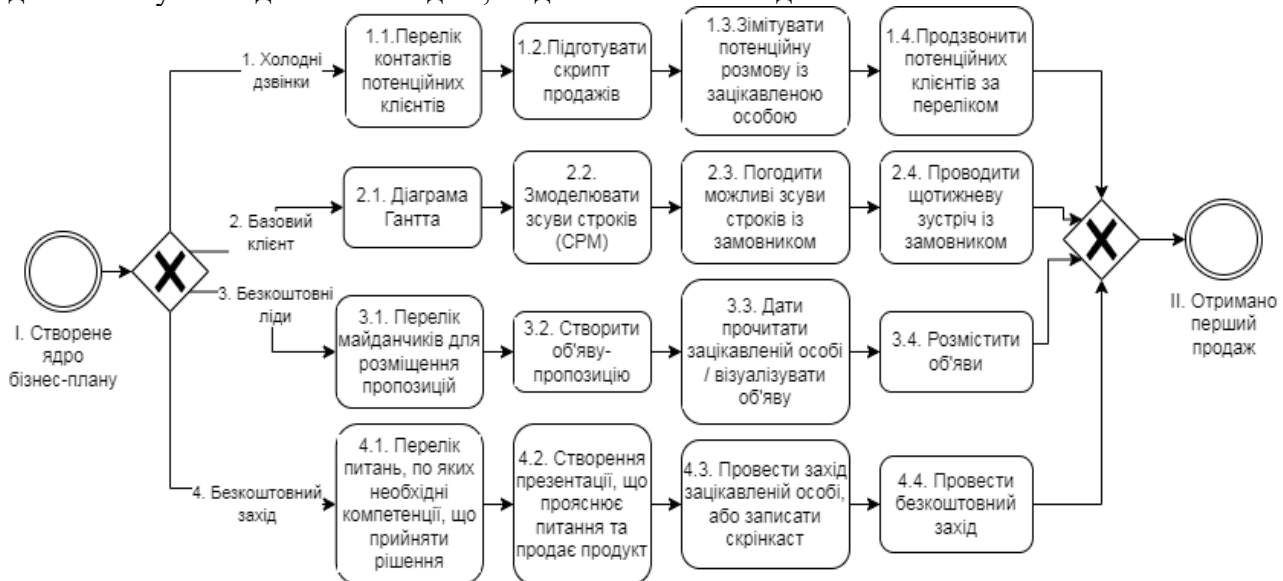 1. Холодні
дзвінки
1.1.Перелік
контактів
потенційних
клієнтів
1.2.Підготувати
скрипт
продажів
1.3.Зімітувати
потенційну
розмову із
зацікавленою
особою
1.4.Продзвонити
потенційних
клієнтів за
переліком
2. Базовий
клієнт
2.1. Діаграма
Гантта
2.2.
Змоделювати
зсуви строків
(CPM)
2.3. Погодити
можливі зсуви
строків із
замовником
2.4. Проводити
щотижневу
зустріч із
замовником
I. Створене
ядро
бізнес-плану
3. Безкоштовні
ліди
3.1. Перелік
майданчиків для
розміщення
пропозицій
3.2. Створити
об'яву-
пропозицію
3.3. Дати
прочитати
зацікавленій особі
/ візуалізувати
об'яву
3.4. Розмістити
об'яви
II. Отримано
перший
продаж
4. Безкоштовний
захід
4.1. Перелік
питань, по яких
необхідні
компетенції, що
прийняти
рішення
4.2. Створення
презентації, що
прояснює
питання та
продає продукт
4.3. Провести захід
зацікавленій особі,
або записати
скрінкаст
4.4. Провести
безкоштовний
захід